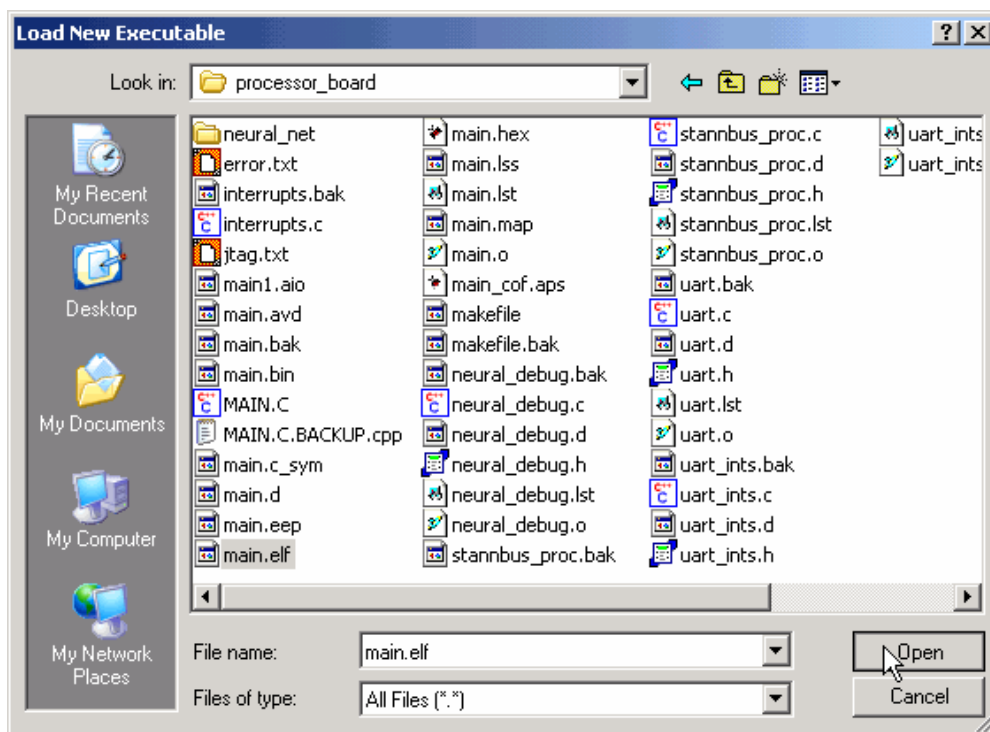 Load New Executable
Look in: processor_board
My Recent
Documents
Desktop
My Documents
My Computer
My Network
Places
neural_net
error.txt
interrupts.bak
interrupts.c
jtag.txt
main1.aio
main.avd
main.bak
main.bin
MAIN.C
MAIN.C.BACKUP.cpp
main.c_sym
main.d
main.eep
main.elf
main.hex
main.lss
main.lst
main.map
main.o
main_cof.aps
makefile
makefile.bak
neural_debug.bak
neural_debug.c
neural_debug.d
neural_debug.h
neural_debug.lst
neural_debug.o
stannbus_proc.bak
stannbus_proc.c
stannbus_proc.d
stannbus_proc.h
stannbus_proc.lst
stannbus_proc.o
uart.bak
uart.c
uart.d
uart.h
uart.lst
uart.o
uart_ints.bak
uart_ints.c
uart_ints.d
uart_ints.h
uart_ints
uart_ints
File name: main.elf Open
Files of type: All Files (*.*) Cancel